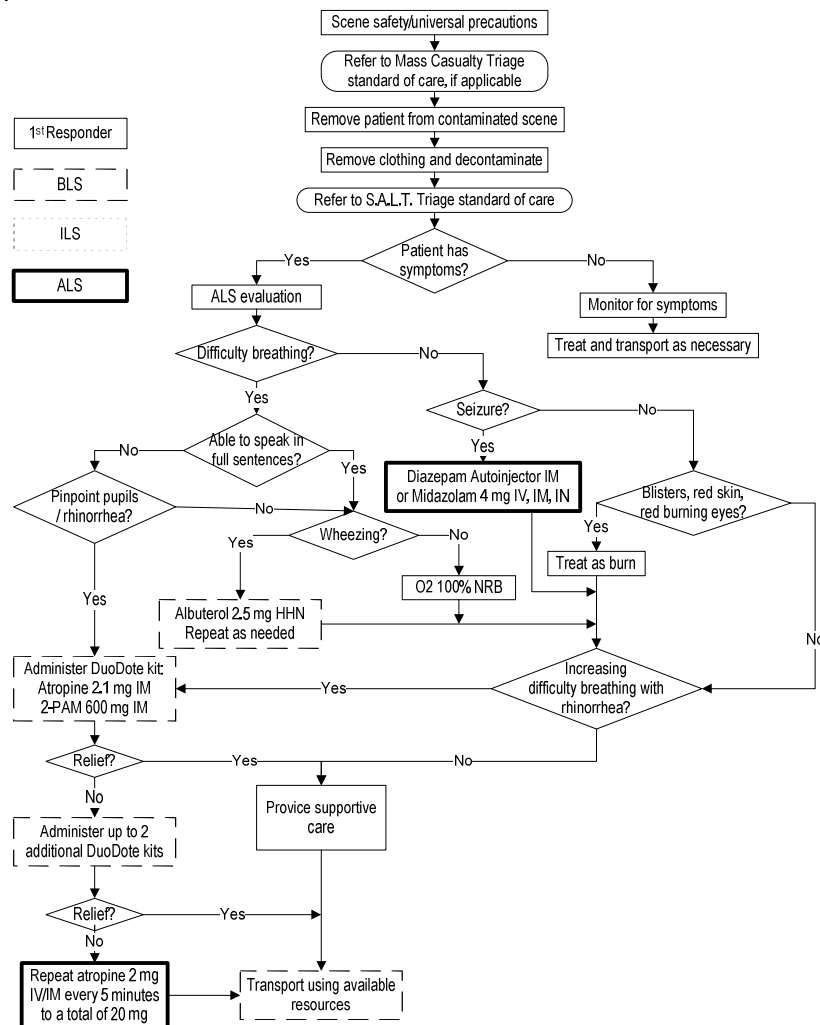 Scene safety/universal precautions
Refer to Mass Casualty Triage
standard of care, if applicable
Remove patient from contaminated scene
Remove clothing and decontaminate
Refer to S.A.L.T. Triage standard of care
1st Responder
BLS
ILS
ALS
Patient has
symptoms?
Yes
No
ALS evaluation
Monitor for symptoms
Treat and transport as necessary
Difficulty breathing?
No
Yes
Seizure?
No
Yes
Able to speak in
full sentences?
No
Yes
Diazepam Autoinjector IM
or Midazolam 4 mg IV, IM, IN
Blisters, red skin,
red burning eyes?
Yes
No
Treat as burn
Pinpoint pupils
/ rhinorrhea?
No
Yes
Wheezing?
Yes
No
O2 100% NRB
Albuterol 2.5 mg HHN
Repeat as needed
Administer DuoDote kit:
Atropine 2.1 mg IM
2-PAM 600 mg IM
Yes
Increasing
difficulty breathing with
rhinorrhea?
No
Relief?
Yes
No
Provice supportive
care
Administer up to 2
additional DuoDote kits
Relief?
Yes
No
Repeat atropine 2 mg
IV/IM every 5 minutes
to a total of 20 mg
Transport using available
resources